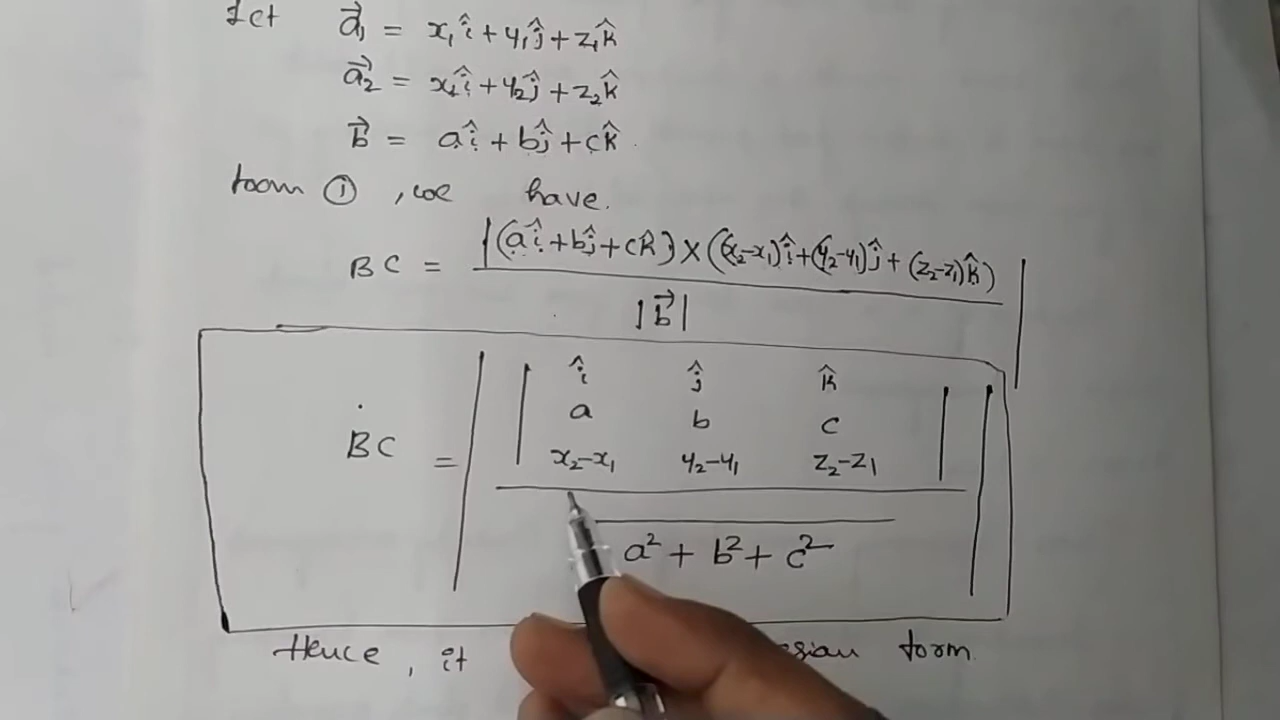 Let a⃗₁ = x₁î + y₁ĵ + z₁k̂
a⃗₂ = x₂î + y₂ĵ + z₂k̂
b⃗ = aî + bĵ + ck̂
from ①, we have.
BC = |(aî + bĵ + ck̂) × ((x₂-x₁)î + (y₂-y₁)ĵ + (z₂-z₁)k̂)|
|b⃗|
î ĵ k̂
a b c
BC = x₂-x₁ y₂-y₁ z₂-z₁
a² + b² + c²
Hence, it form.